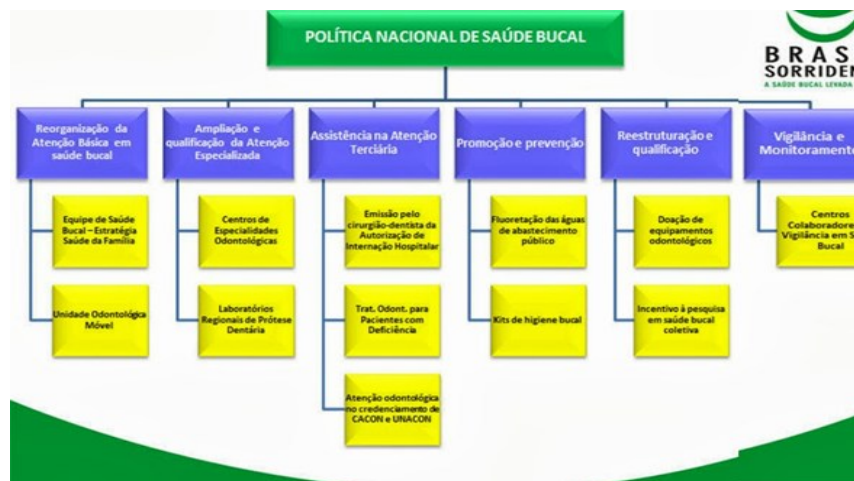 POLÍTICA NACIONAL DE SAÚDE BUCAL
BRAS
SORRIDEN
A SAÚDE BUCAL LEVADA
Reorganização da
Atenção Básica em
saúde bucal
Ampliação e
qualificação da Atenção
Especializada
Assistência na Atenção
Terciária
Promoção e prevenção
Reestruturação e
qualificação
Vigilância e
Monitoramento
Equipe de Saúde
Bucal – Estratégia
Saúde da Família
Centros de
Especialidades
Odontológicas
Emissão pelo
cirurgião-dentista da
Autorização de
Internação Hospitalar
Fluoretação das águas
de abastecimento
público
Doação de
equipamentos
odontológicos
Centros
Colaboradore
Vigilância em S
Bucal
Unidade Odontológica
Móvel
Laboratórios
Regionais de Prótese
Dentária
Trat. Odont. para
Pacientes com
Deficiência
Kits de higiene bucal
Incentivo à pesquisa
em saúde bucal
coletiva
Atenção odontológica
no credenciamento de
CACON e UNACON